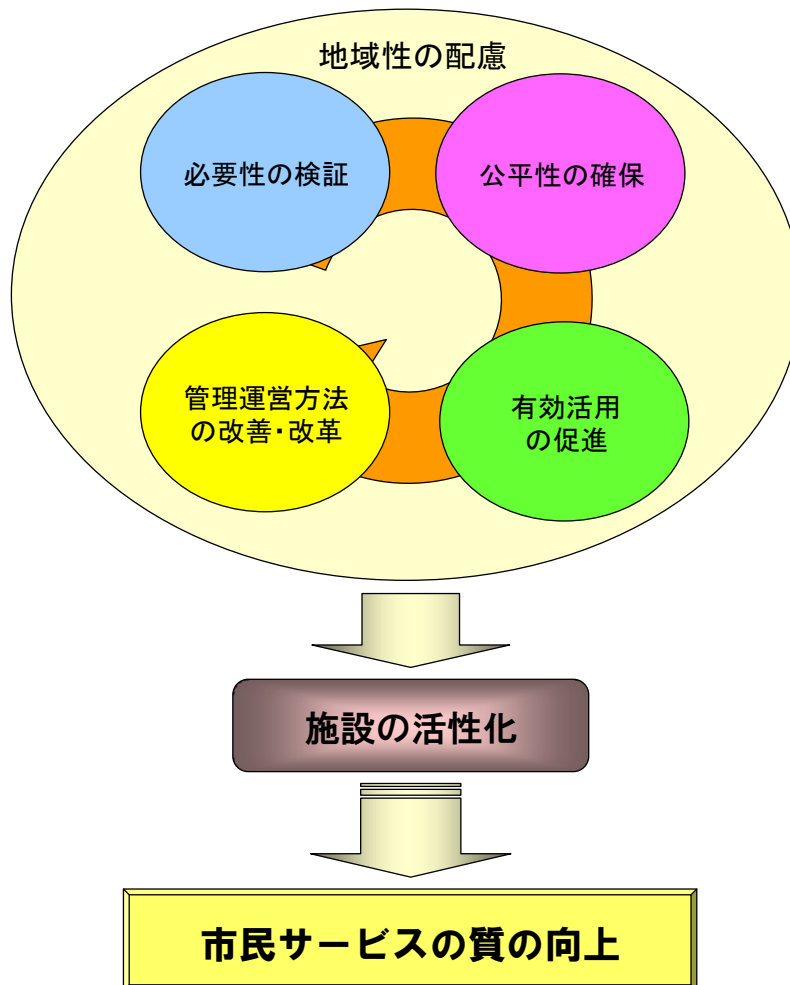 地域性の配慮
必要性の検証
公平性の確保
管理運営方法
の改善・改革
有効活用
の促進
施設の活性化
市民サービスの質の向上